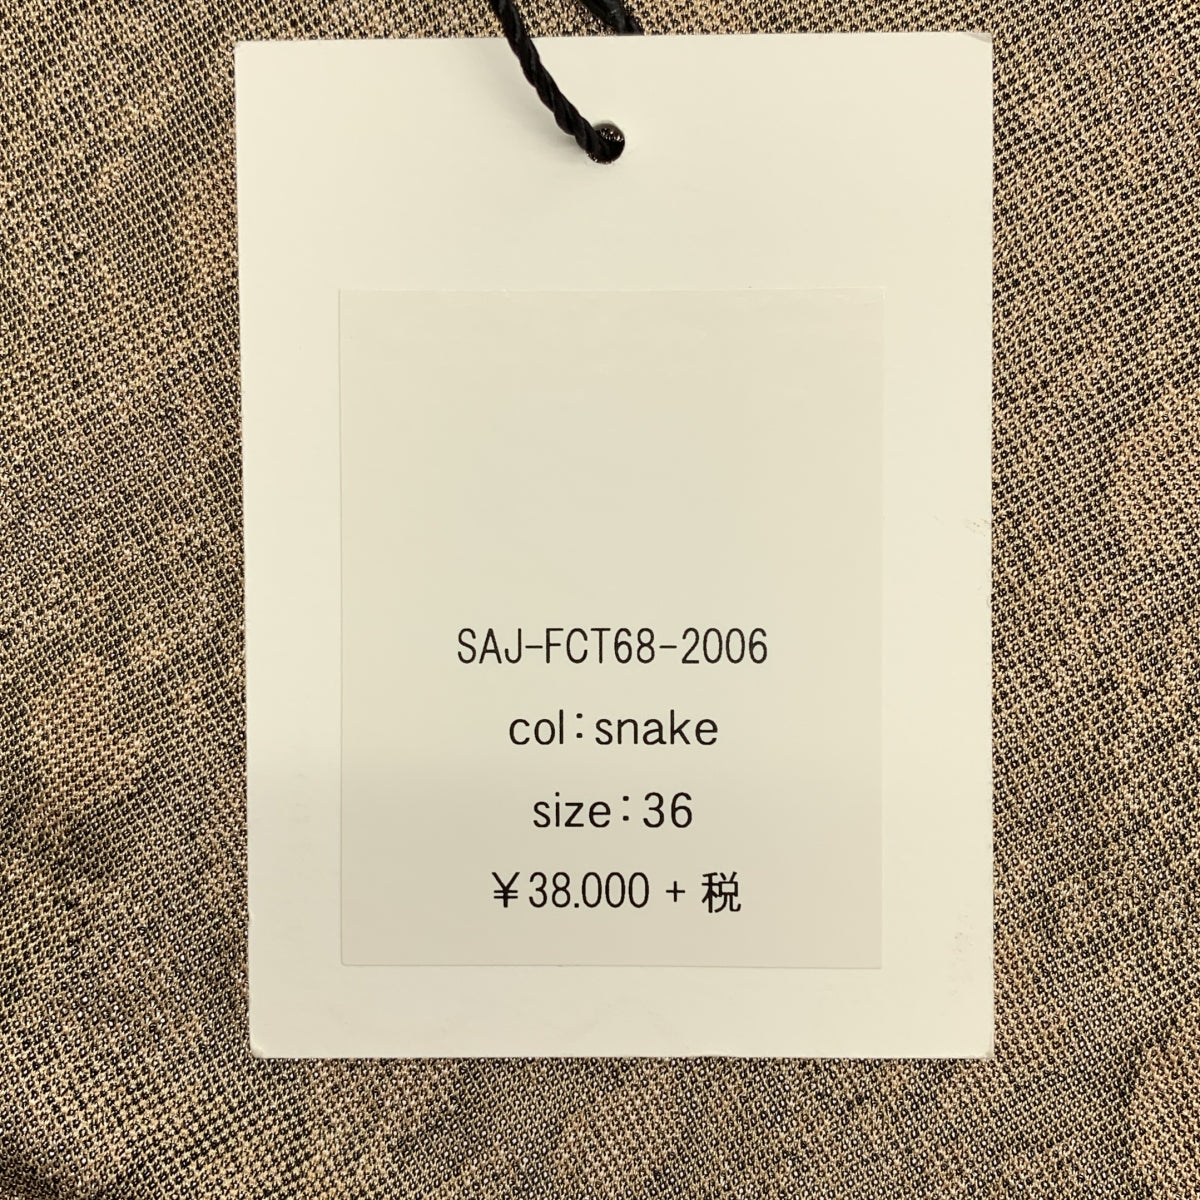 SAJ-FCT68-2006
col:snake
size:36
¥38.000 + 税